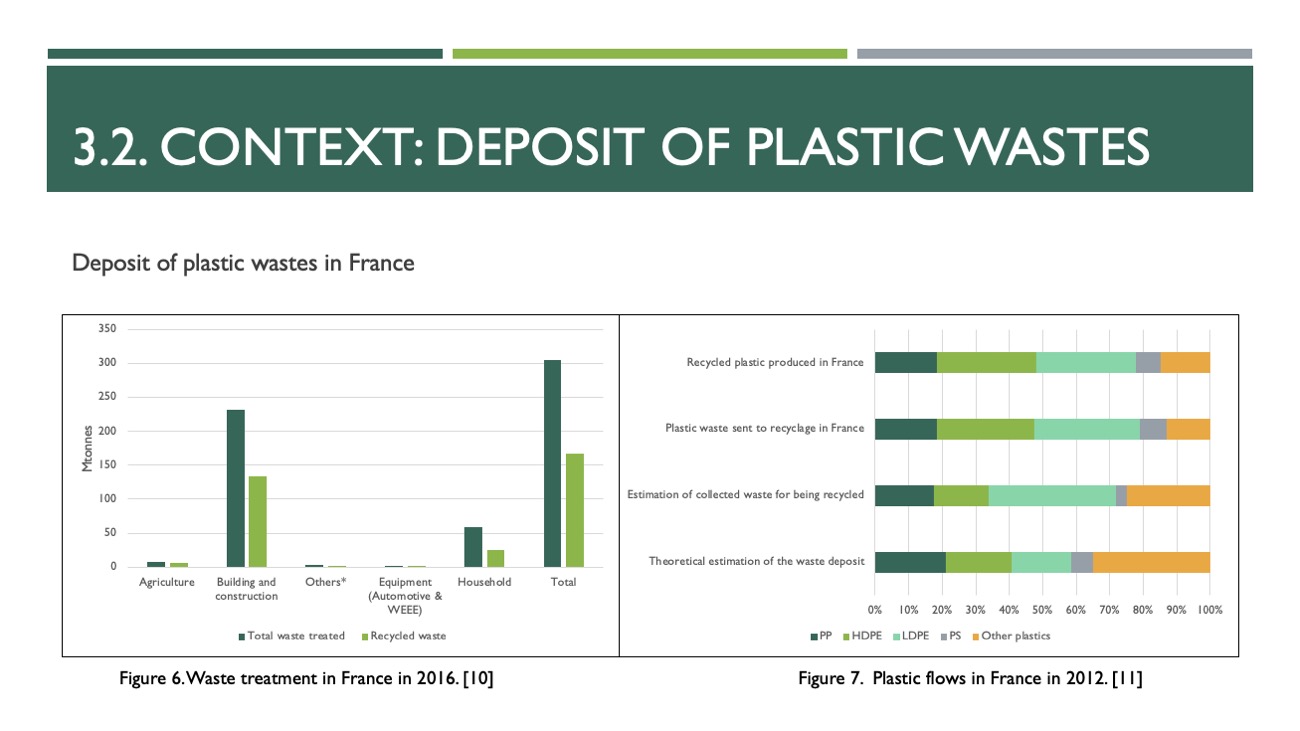 3.2. CONTEXT: DEPOSIT OF PLASTIC WASTES
Deposit of plastic wastes in France
350
300
250
200
150
100
50
0
Mtonnes
Agriculture
Building and
construction
Others*
Equipment
(Automotive &
WEEE)
Household
Total
Total waste treated Recycled waste
Recycled plastic produced in France
Plastic waste sent to recyclage in France
Estimation of collected waste for being recycled
Theoretical estimation of the waste deposit
0% 10% 20% 30% 40% 50% 60% 70% 80% 90% 100%
PP HDPE LDPE PS Other plastics
Figure 6. Waste treatment in France in 2016. [10]
Figure 7. Plastic flows in France in 2012. [11]